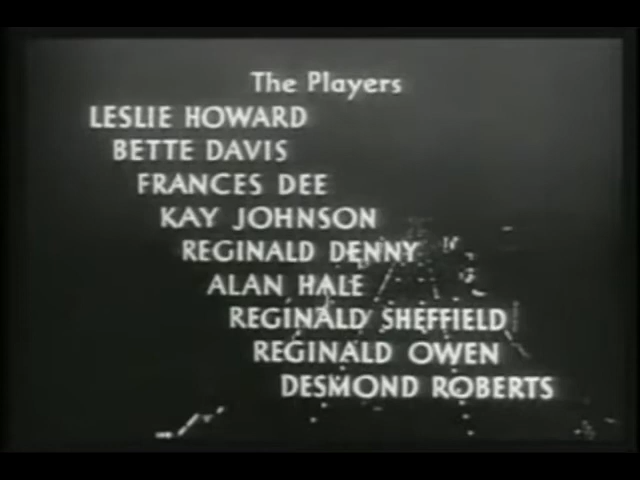 The Players
LESLIE HOWARD
BETTE DAVIS
FRANCES DEE
KAY JOHNSON
REGINALD DENNY
ALAN HALE
REGINALD SHEFFIELD
REGINALD OWEN
DESMOND ROBERTS